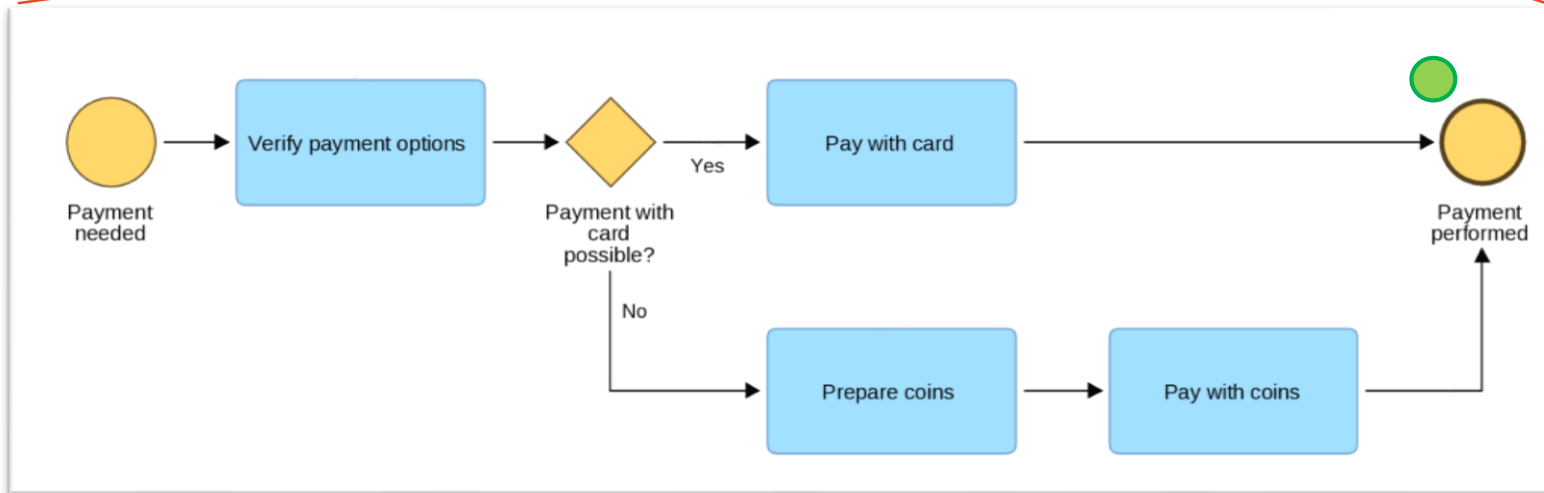 Verify payment options
Pay with card
Yes
Payment
needed
Payment with
card
possible?
Payment
performed
No
Prepare coins
Pay with coins